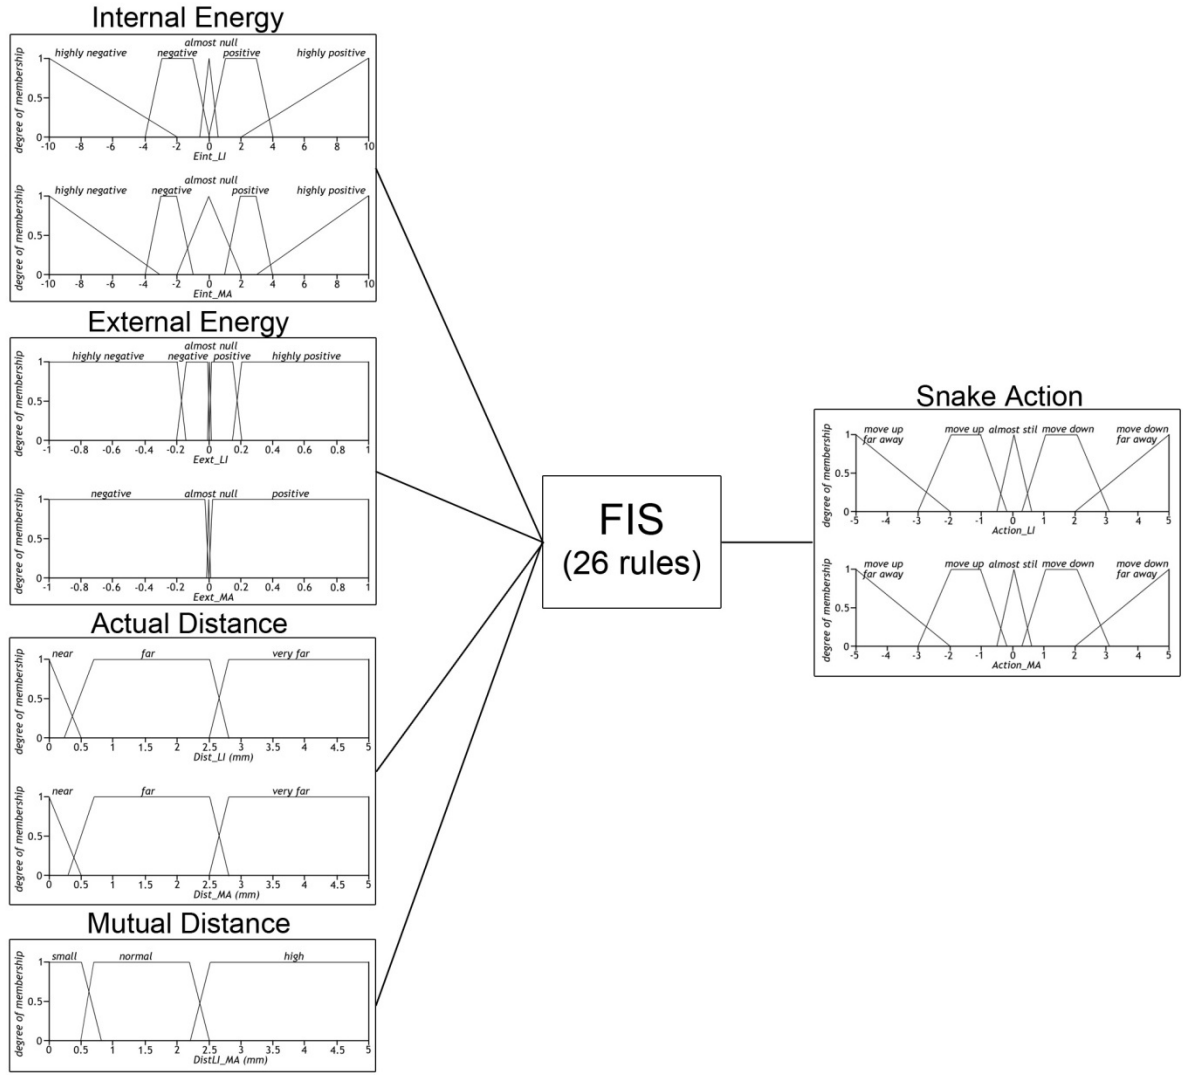 Internal Energy
almost null
highly negative negative positive highly positive
degree of membership
1
0.5
0
-10 -8 -6 -4 -2 0 2 4 6 8 10
Eint_LI
almost null
highly negative negative positive highly positive
degree of membership
1
0.5
0
-10 -8 -6 -4 -2 0 2 4 6 8 10
Eint_MA
External Energy
almost null
highly negative negative positive highly positive
degree of membership
1
0.5
0
-1 -0.8 -0.6 -0.4 -0.2 0 0.2 0.4 0.6 0.8 1
Eext_LI
negative almost null positive
degree of membership
1
0.5
0
-1 -0.8 -0.6 -0.4 -0.2 0 0.2 0.4 0.6 0.8 1
Eext_MA
Actual Distance
near far very far
degree of membership
1
0.5
0
0 0.5 1 1.5 2 2.5 3 3.5 4 4.5 5
Dist_LI (mm)
near far very far
degree of membership
1
0.5
0
0 0.5 1 1.5 2 2.5 3 3.5 4 4.5 5
Dist_MA (mm)
Mutual Distance
small normal high
degree of membership
1
0.5
0
0 0.5 1 1.5 2 2.5 3 3.5 4 4.5 5
DistLI_MA (mm)
FIS
(26 rules)
Snake Action
move up move up almost stil move down move down
far away far away
degree of membership
1
0.5
0
-5 -4 -3 -2 -1 0 1 2 3 4 5
Action_LI
move up move up almost stil move down move down
far away far away
degree of membership
1
0.5
0
-5 -4 -3 -2 -1 0 1 2 3 4 5
Action_MA